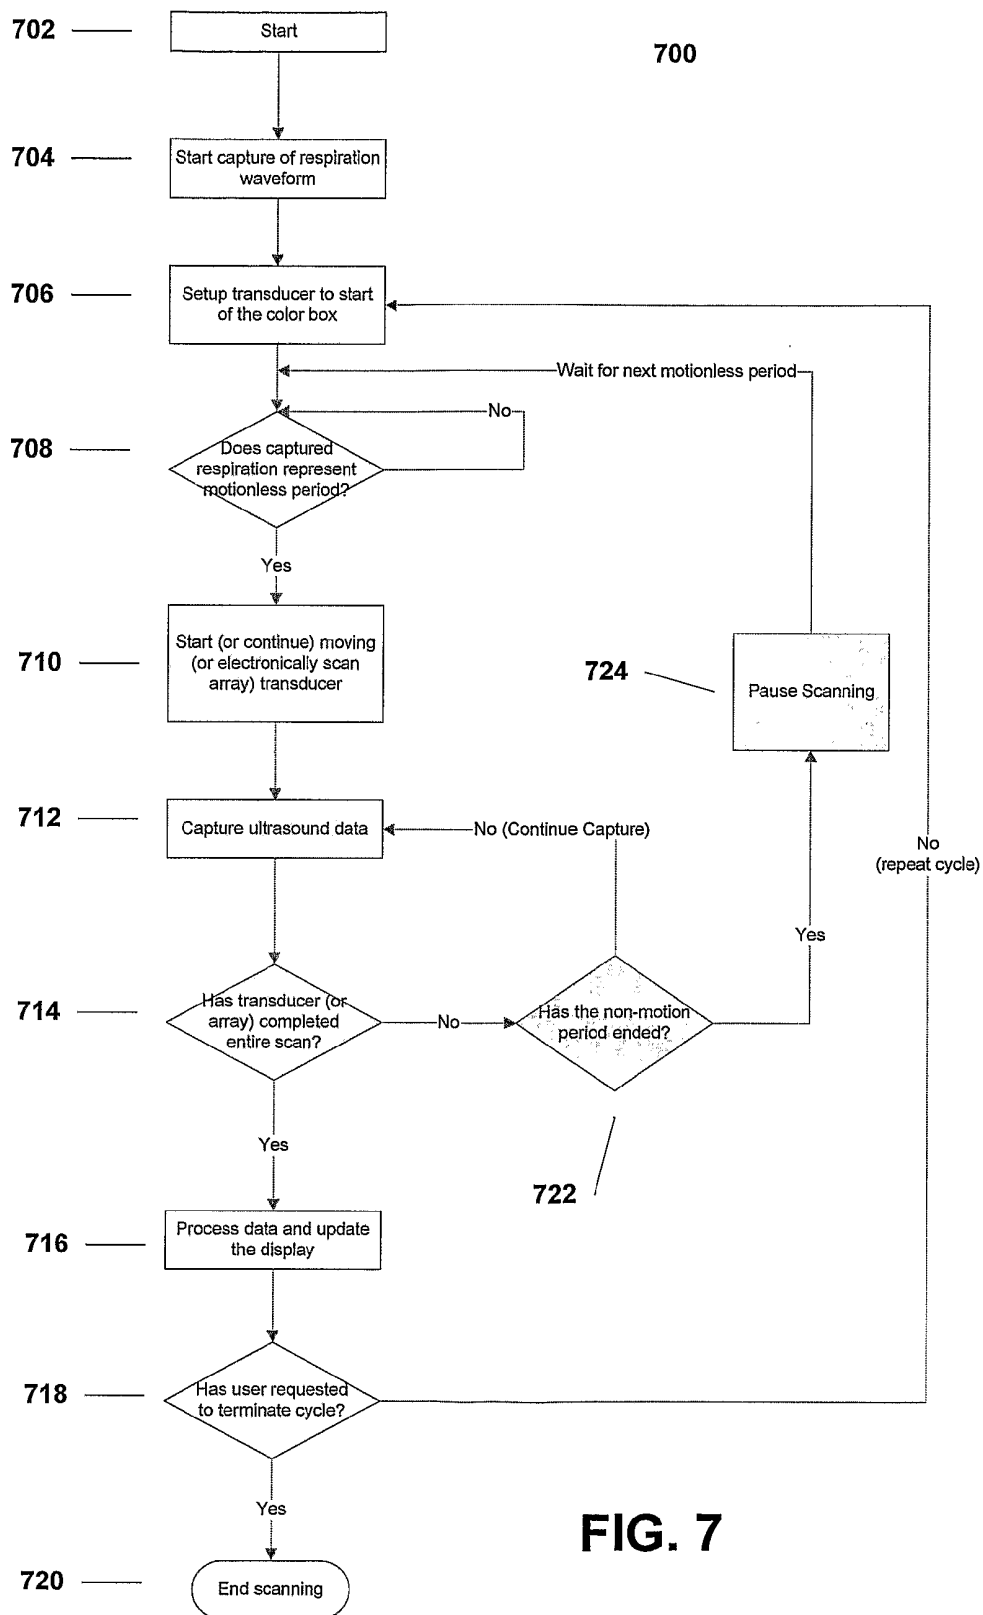 702
Start
700
704
Start capture of respiration
waveform
706
Setup transducer to start
of the color box
Wait for next motionless period
No
708
Does captured
respiration represent
motionless period?
Yes
710
Start (or continue) moving
(or electronically scan
array) transducer
724
Pause Scanning
712
Capture ultrasound data
No (Continue Capture)
No
(repeat cycle)
Yes
714
Has transducer (or
array) completed
entire scan?
No
Has the non-motion
period ended?
Yes
722
716
Process data and update
the display
718
Has user requested
to terminate cycle?
Yes
FIG. 7
720
End scanning